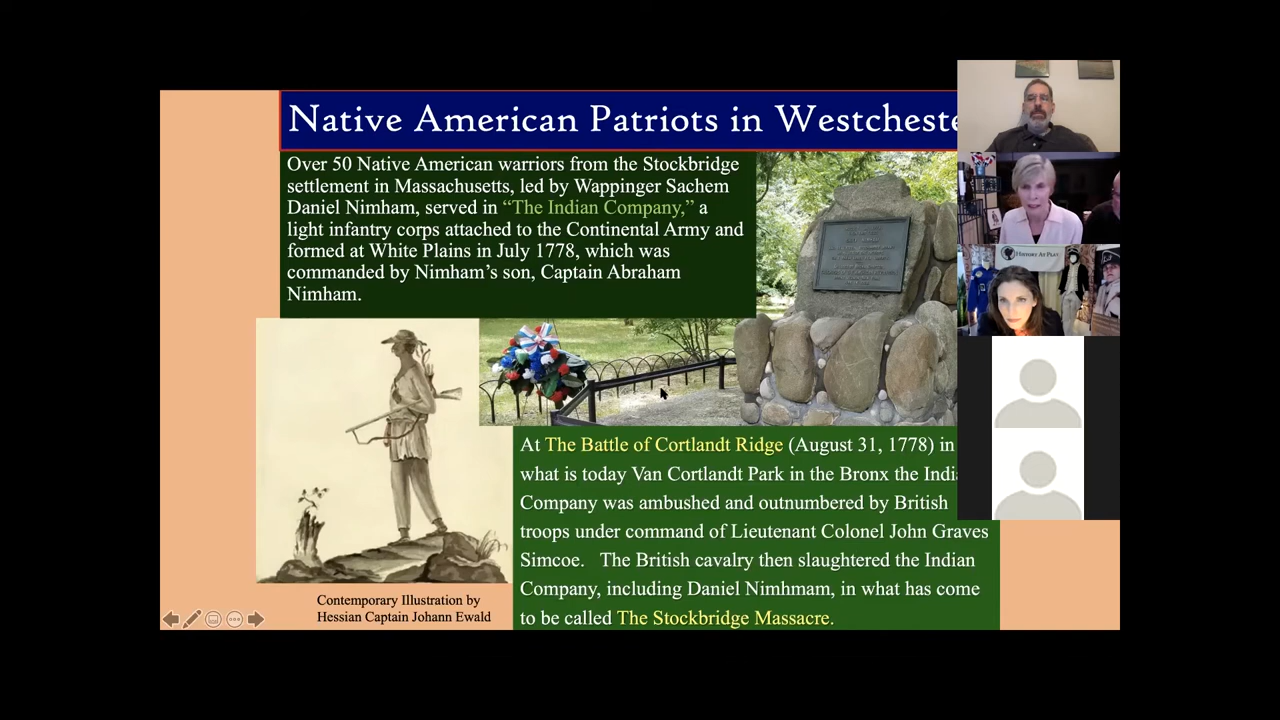 Native American Patriots in Westcheste
Over 50 Native American warriors from the Stockbridge
settlement in Massachusetts, led by Wappinger Sachem
Daniel Nimham, served in “The Indian Company,” a
light infantry corps attached to the Continental Army and
formed at White Plains in July 1778, which was
commanded by Nimham’s son, Captain Abraham
Nimham.
HISTORY AT PLAY
At The Battle of Cortlandt Ridge (August 31, 1778) in
what is today Van Cortlandt Park in the Bronx the India
Company was ambushed and outnumbered by British
troops under command of Lieutenant Colonel John Graves
Simcoe. The British cavalry then slaughtered the Indian
Company, including Daniel Nimhmam, in what has come
to be called The Stockbridge Massacre.
Contemporary Illustration by
Hessian Captain Johann Ewald